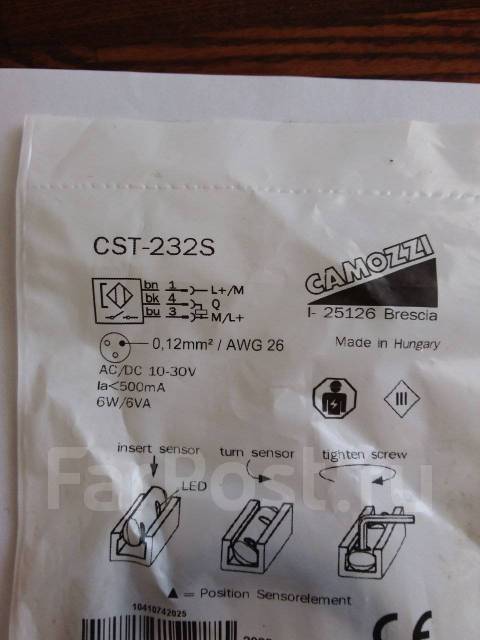 CST-232S
CAMOZZI
I- 25126 Brescia
Made in Hungary
bn 1 L+/M
bk 4 Q
bu 3 M/L+
0,12mm² / AWG 26
AC/DC 10-30V
Ia<500mA
6W/6VA
III
insert sensor
turn sensor
tighten screw
LED
FarPost.ru
▲ = Position Sensorelement
10410742025
CE